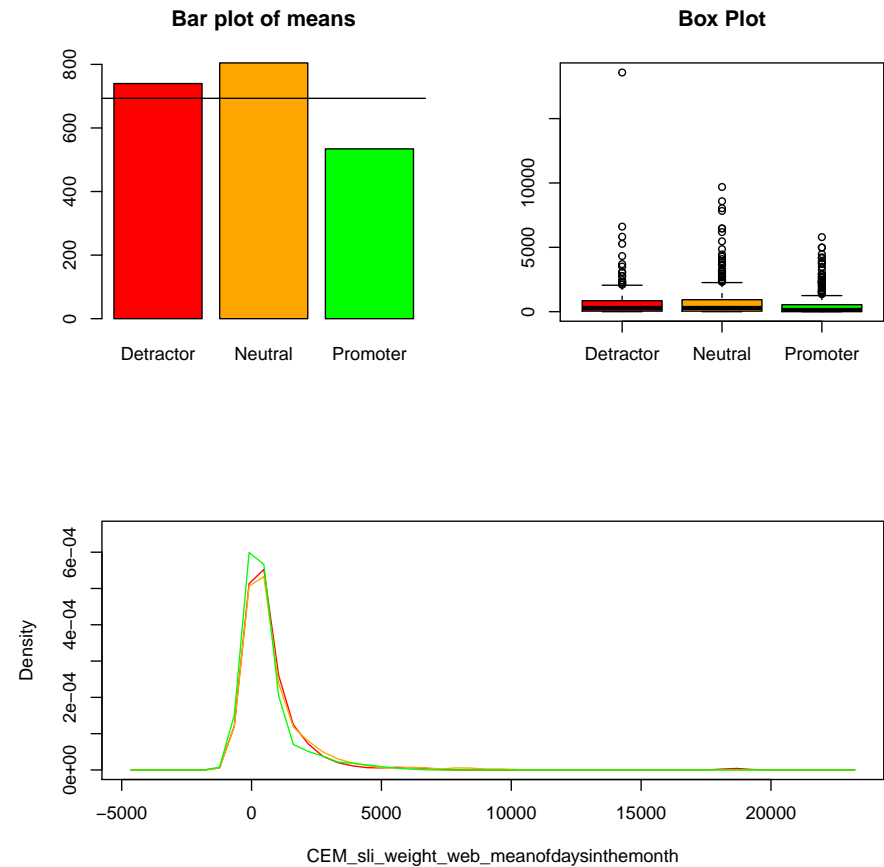 Bar plot of means
800
600
400
200
0
Detractor Neutral Promoter
Box Plot
10000
5000
0
Detractor Neutral Promoter
Density
6e−04
4e−04
2e−04
0e+00
−5000 0 5000 10000 15000 20000
CEM_sli_weight_web_meanofdaysinthemonth